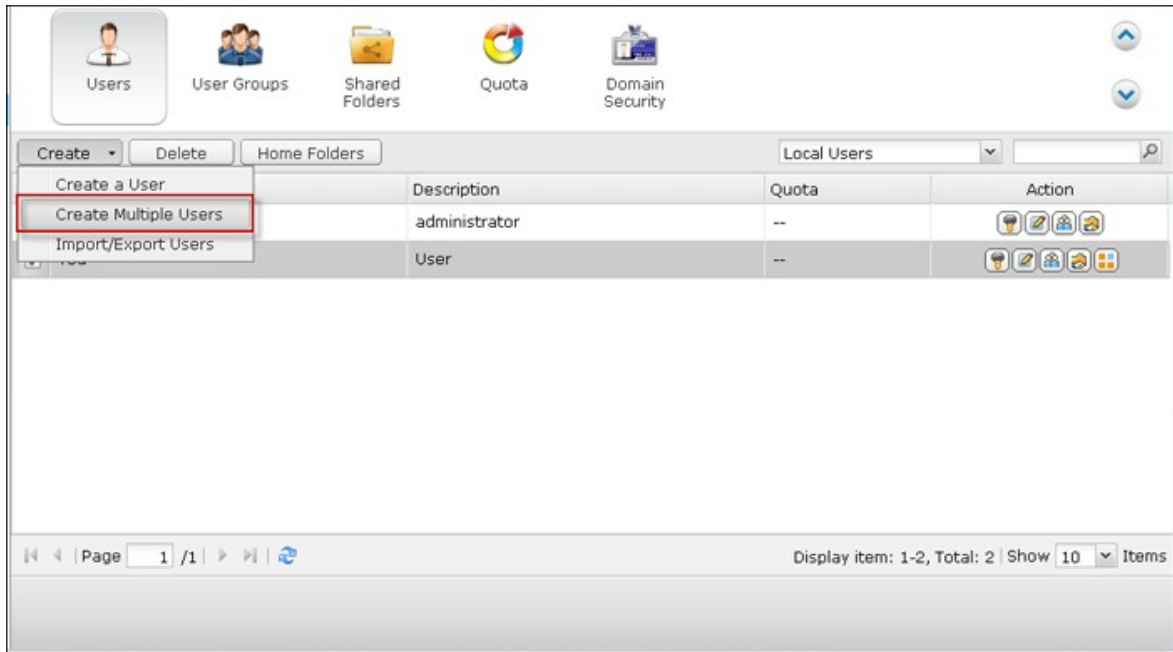 Users
User Groups
Shared
Folders
Quota
Domain
Security
Create
Delete
Home Folders
Local Users
Create a User
Create Multiple Users
Import/Export Users
Description
Quota
Action
administrator
--
User
--
Page 1 /1
Display item: 1-2, Total: 2 Show 10 Items